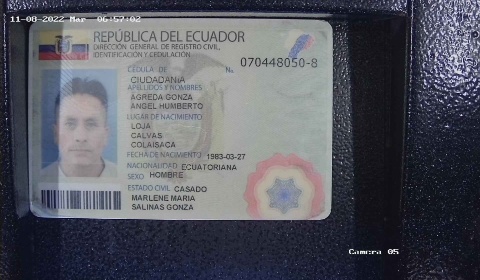 11-08-2022 Mar 06:57:02
REPÚBLICA DEL ECUADOR
DIRECCIÓN GENERAL DE REGISTRO CIVIL,
IDENTIFICACIÓN Y CEDULACIÓN
CÉDULA DE No. 070448050-8
CIUDADANÍA
APELLIDOS Y NOMBRES
AGREDA GONZA
ANGEL HUMBERTO
LUGAR DE NACIMIENTO
LOJA
CALVAS
COLAISACA
FECHA DE NACIMIENTO 1983-03-27
NACIONALIDAD ECUATORIANA
SEXO HOMBRE
ESTADO CIVIL CASADO
MARLENE MARIA
SALINAS GONZA
Camera 05